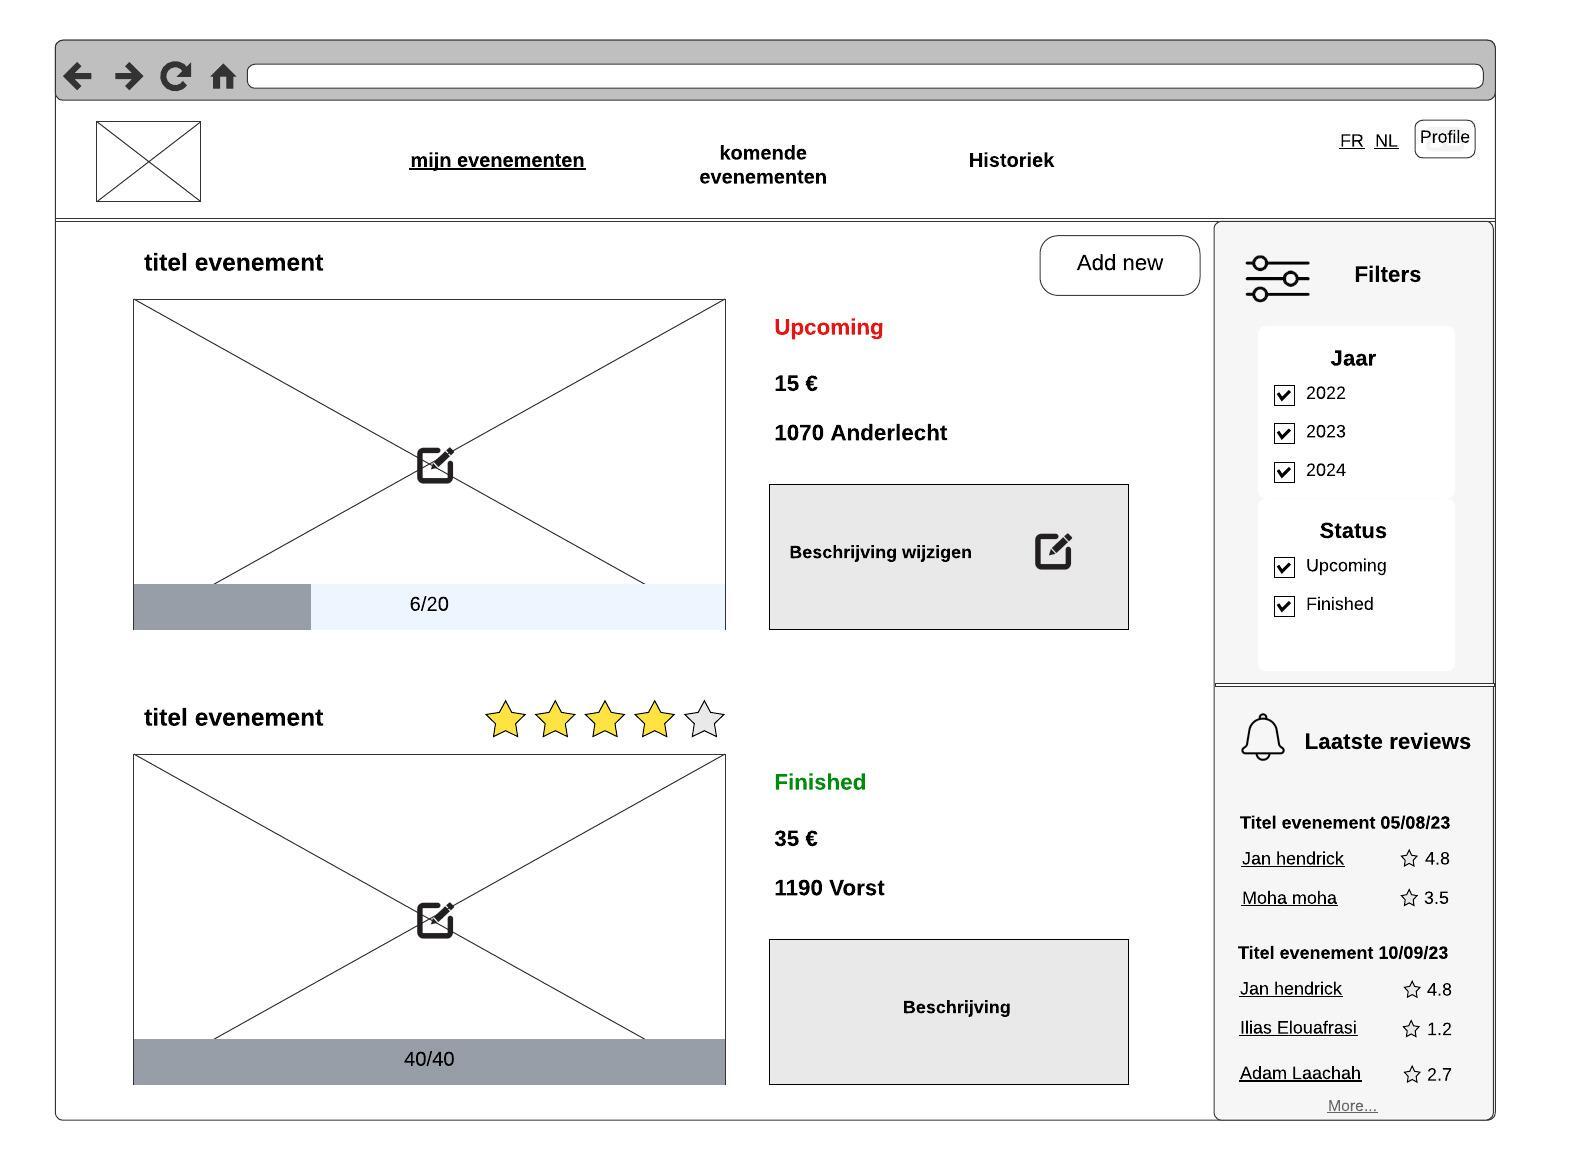 mijn evenementen
komende
evenementen
Historiek
FR NL
Profile
titel evenement
Add new
Upcoming
15 €
1070 Anderlecht
Beschrijving wijzigen
6/20
titel evenement
Finished
35 €
1190 Vorst
Beschrijving
40/40
Filters
Jaar
2022
2023
2024
Status
Upcoming
Finished
Laatste reviews
Titel evenement 05/08/23
Jan hendrick 4.8
Moha moha 3.5
Titel evenement 10/09/23
Jan hendrick 4.8
Ilias Elouafrasi 1.2
Adam Laachah 2.7
More...